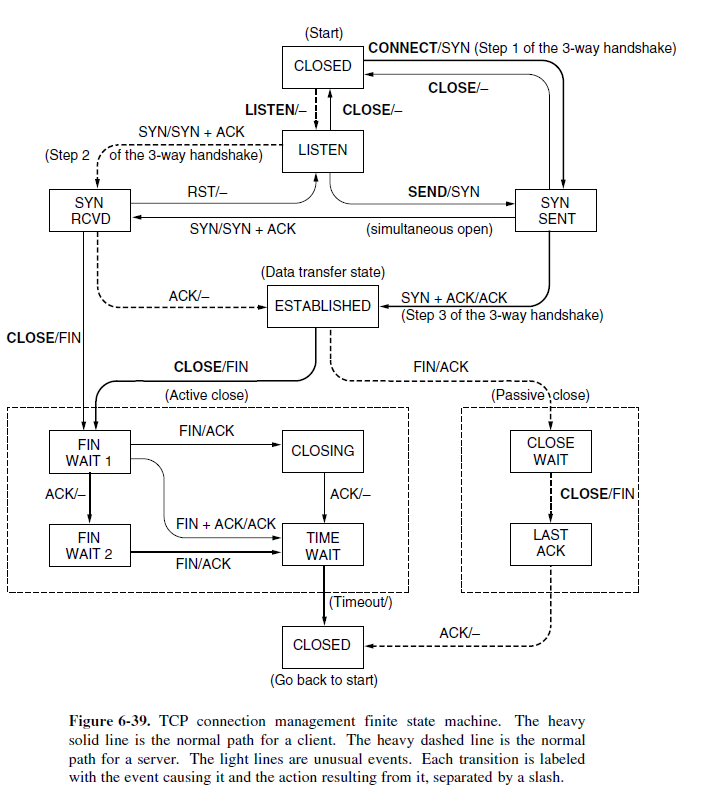 (Start)
CONNECT/SYN (Step 1 of the 3-way handshake)
CLOSED
CLOSE/–
LISTEN/–
CLOSE/–
SYN/SYN + ACK
(Step 2 of the 3-way handshake)
LISTEN
RST/–
SEND/SYN
SYN
RCVD
SYN
SENT
SYN/SYN + ACK
(simultaneous open)
(Data transfer state)
ACK/–
ESTABLISHED
SYN + ACK/ACK
(Step 3 of the 3-way handshake)
CLOSE/FIN
CLOSE/FIN
FIN/ACK
(Active close)
(Passive close)
FIN/ACK
FIN
WAIT 1
CLOSING
CLOSE
WAIT
ACK/–
ACK/–
CLOSE/FIN
FIN + ACK/ACK
FIN
WAIT 2
TIME
WAIT
LAST
ACK
FIN/ACK
(Timeout/)
CLOSED
ACK/–
(Go back to start)
Figure 6-39. TCP connection management finite state machine. The heavy
solid line is the normal path for a client. The heavy dashed line is the normal
path for a server. The light lines are unusual events. Each transition is labeled
with the event causing it and the action resulting from it, separated by a slash.